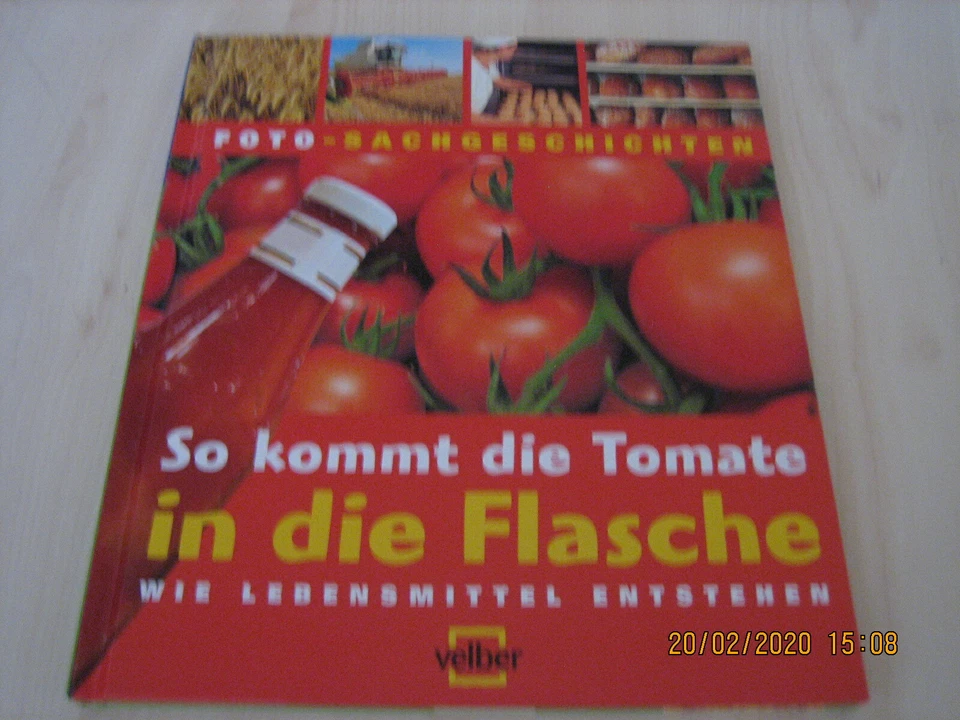 FOTO-SACHGESCHICHTEN
So kommt die Tomate
in die Flasche
WIE LEBENSMITTEL ENTSTEHEN
velber
20/02/2020 15:08